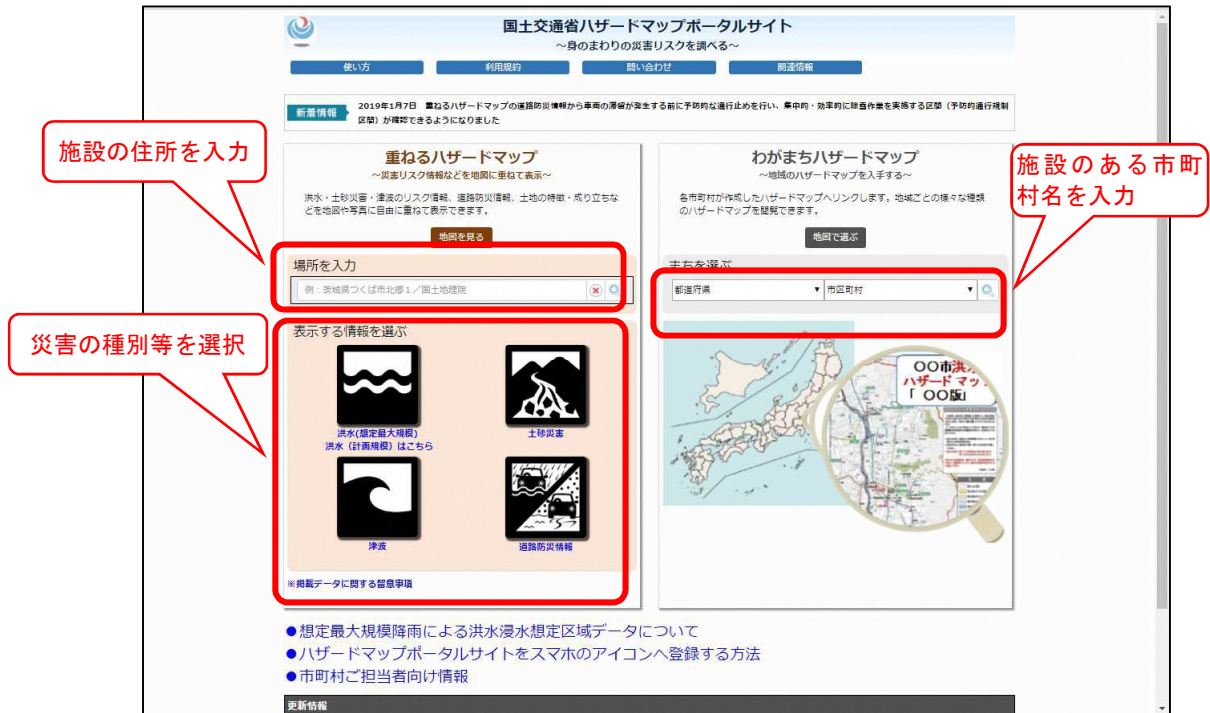 国土交通省ハザードマップポータルサイト
～身のまわりの災害リスクを調べる～
使い方
利用規約
問い合わせ
関連情報
新着情報
2019年1月7日 重ねるハザードマップの道路防災情報から車両の滞留が発生する前に予防的な通行止めを行い、集中的・効率的に除雪作業を実施する区間（予防的通行規制
区間）が確認できるようになりました
施設の住所を入力
重ねるハザードマップ
～災害リスク情報などを地図に重ねて表示～
洪水・土砂災害・津波のリスク情報、道路防災情報、土地の特徴・成り立ちな
どを地図や写真に自由に重ねて表示できます。
地図を見る
場所を入力
例：茨城県つくば市北郷１／国土地理院
災害の種別等を選択
表示する情報を選ぶ
洪水(想定最大規模)
洪水（計画規模）はこちら
土砂災害
津波
道路防災情報
※掲載データに関する留意事項
わがまちハザードマップ
～地域のハザードマップを入手する～
各市町村が作成したハザードマップへリンクします。地域ごとの様々な種類
のハザードマップを閲覧できます。
地図で選ぶ
施設のある市町
村名を入力
まちを選ぶ
都道府県
市区町村
〇〇市洪
ハザード マッ
「 〇〇版」
●想定最大規模降雨による洪水浸水想定区域データについて
●ハザードマップポータルサイトをスマホのアイコンへ登録する方法
●市町村ご担当者向け情報
更新情報